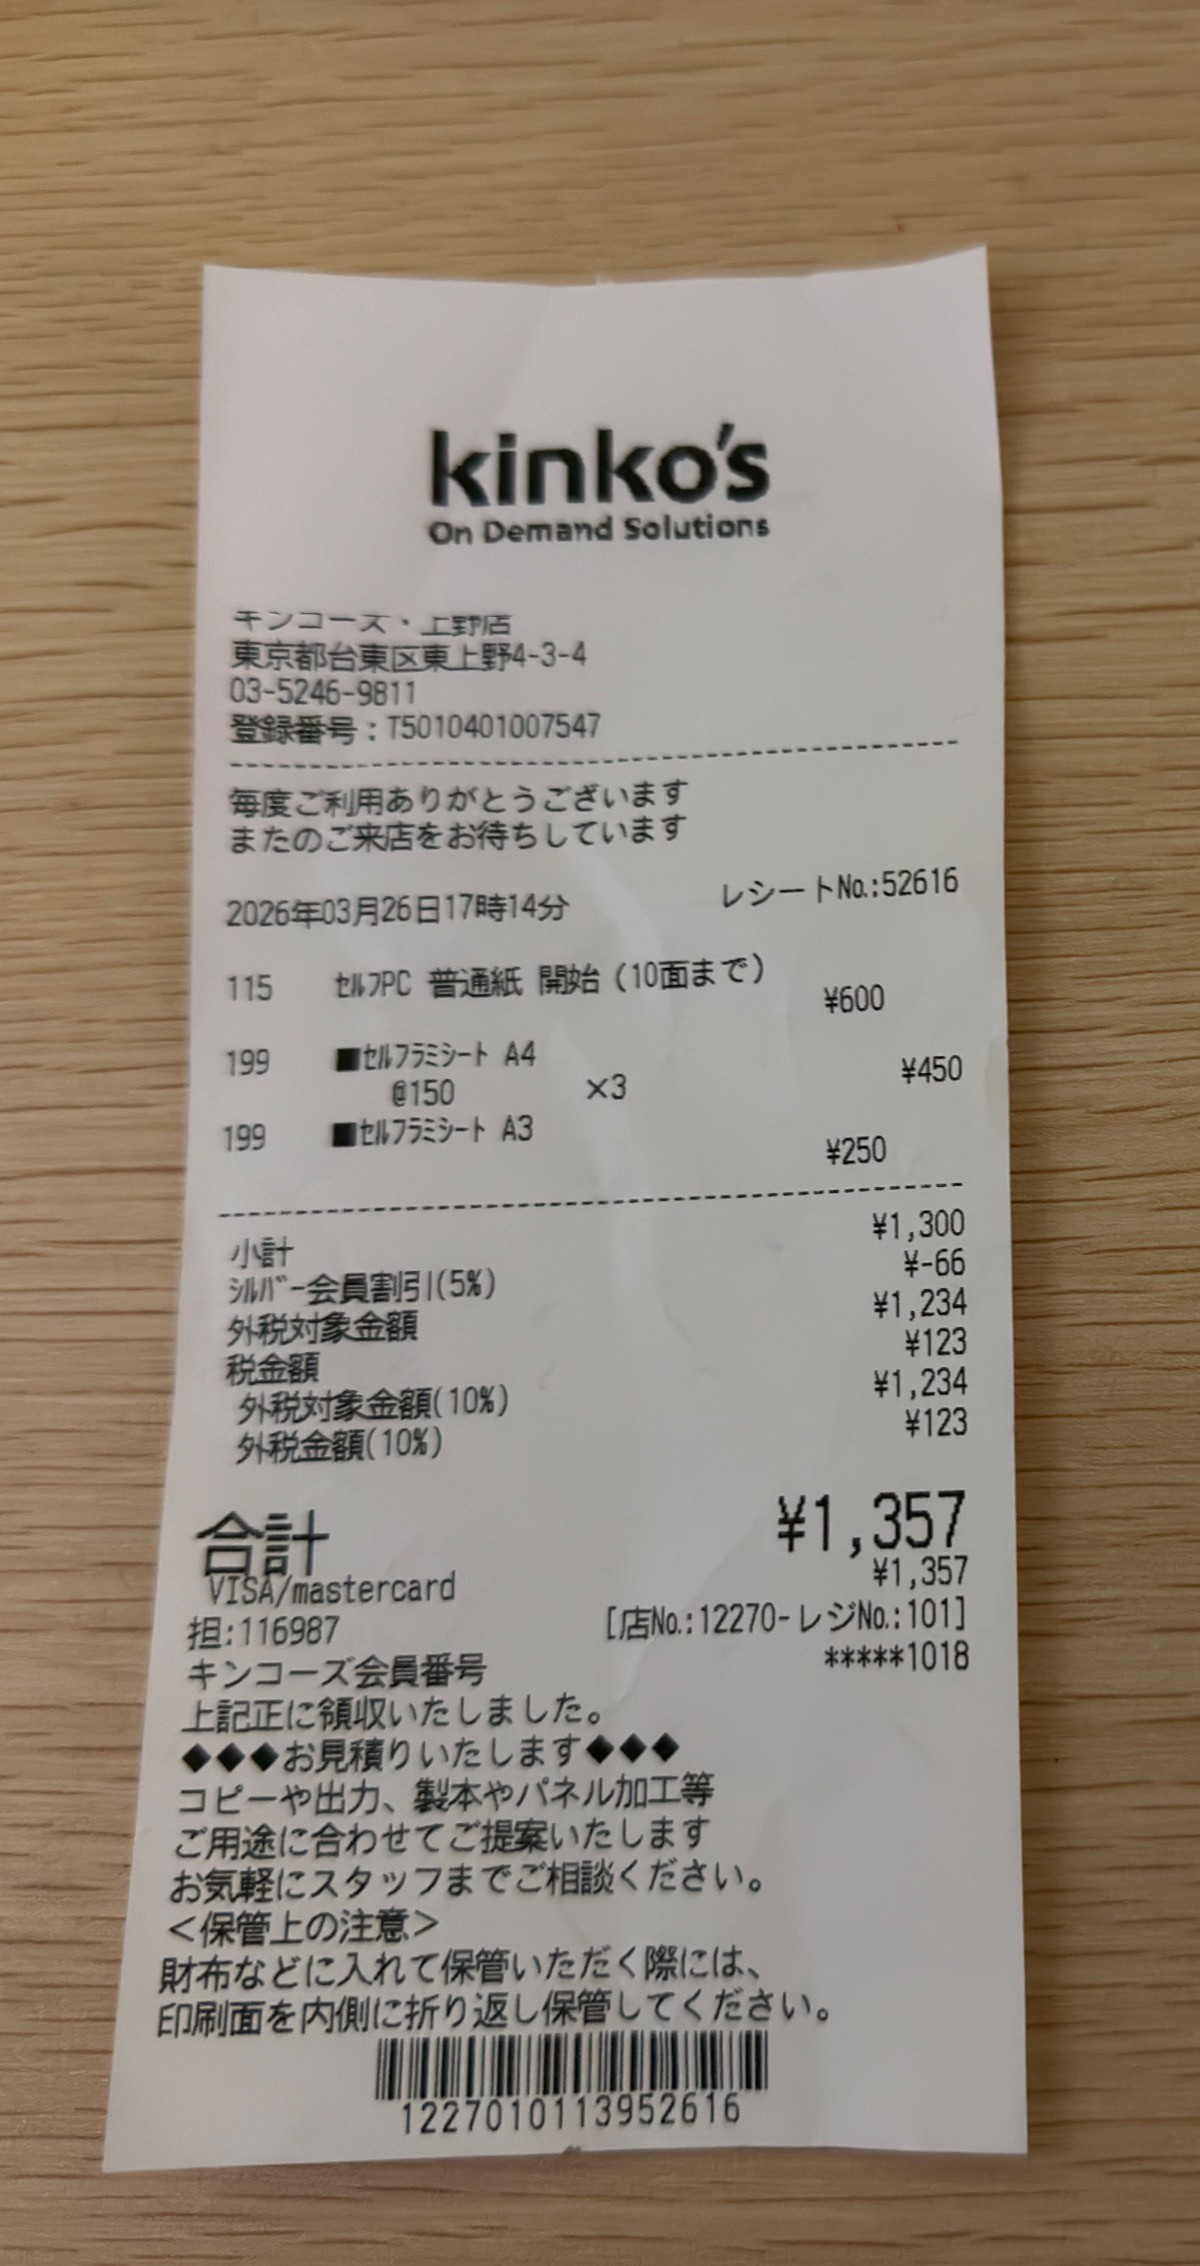 kinko's
On Demand Solutions
キンコーズ・上野店
東京都台東区東上野4-3-4
03-5246-9811
登録番号：T5010401007547
毎度ご利用ありがとうございます
またのご来店をお待ちしています
2026年03月26日17時14分 レシートNo.:52616
115 ｾﾙﾌPC 普通紙 開始（10面まで） ¥600
199 ■ｾﾙﾌﾗﾐｼｰﾄ A4
@150 ×3 ¥450
199 ■ｾﾙﾌﾗﾐｼｰﾄ A3 ¥250
小計 ¥1,300
ｼﾙﾊﾞｰ会員割引(5%) ¥-66
外税対象金額 ¥1,234
税金額 ¥123
外税対象金額(10%) ¥1,234
外税金額(10%) ¥123
合計 ¥1,357
VISA/mastercard ¥1,357
担:116987 [店No.:12270-レジNo.:101]
キンコーズ会員番号 *****1018
上記正に領収いたしました。
◆◆◆お見積りいたします◆◆◆
コピーや出力、製本やパネル加工等
ご用途に合わせてご提案いたします
お気軽にスタッフまでご相談ください。
＜保管上の注意＞
財布などに入れて保管いただく際には、
印刷面を内側に折り返し保管してください。
1227010113952616